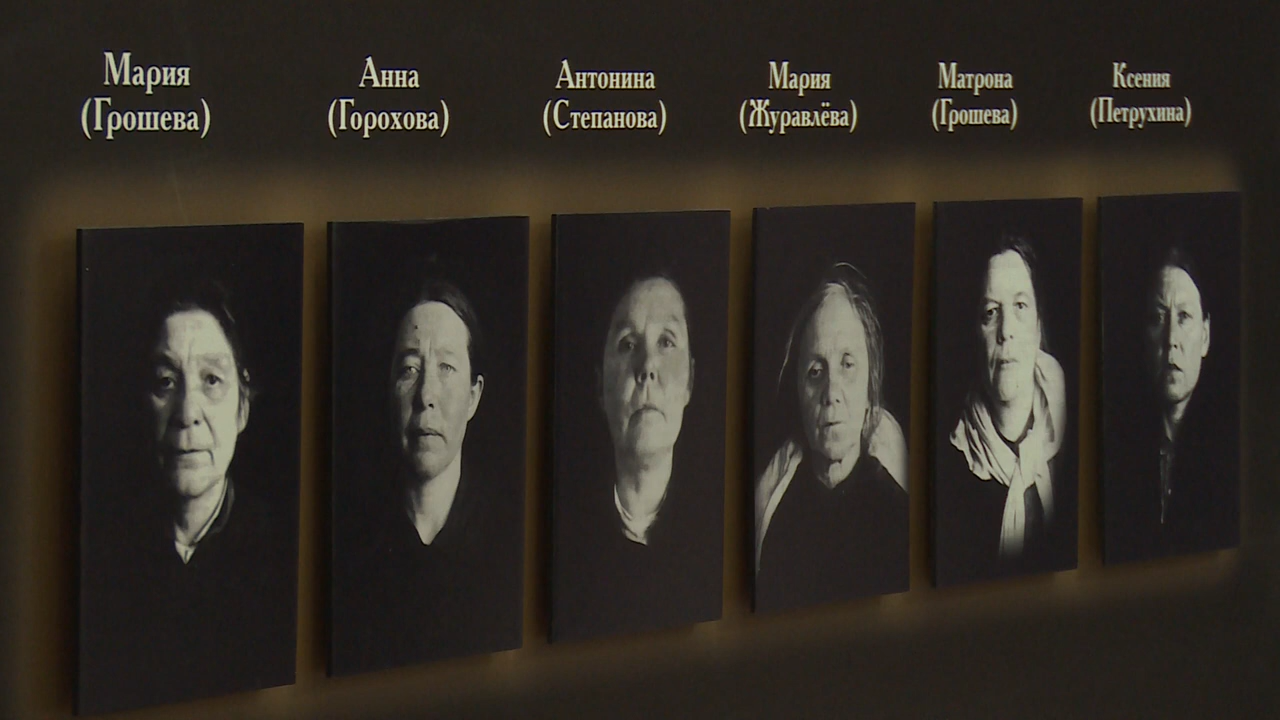 Мария
(Грошева)
Анна
(Горохова)
Антонина
(Степанова)
Мария
(Журавлёва)
Матрона
(Грошева)
Ксения
(Петрухина)